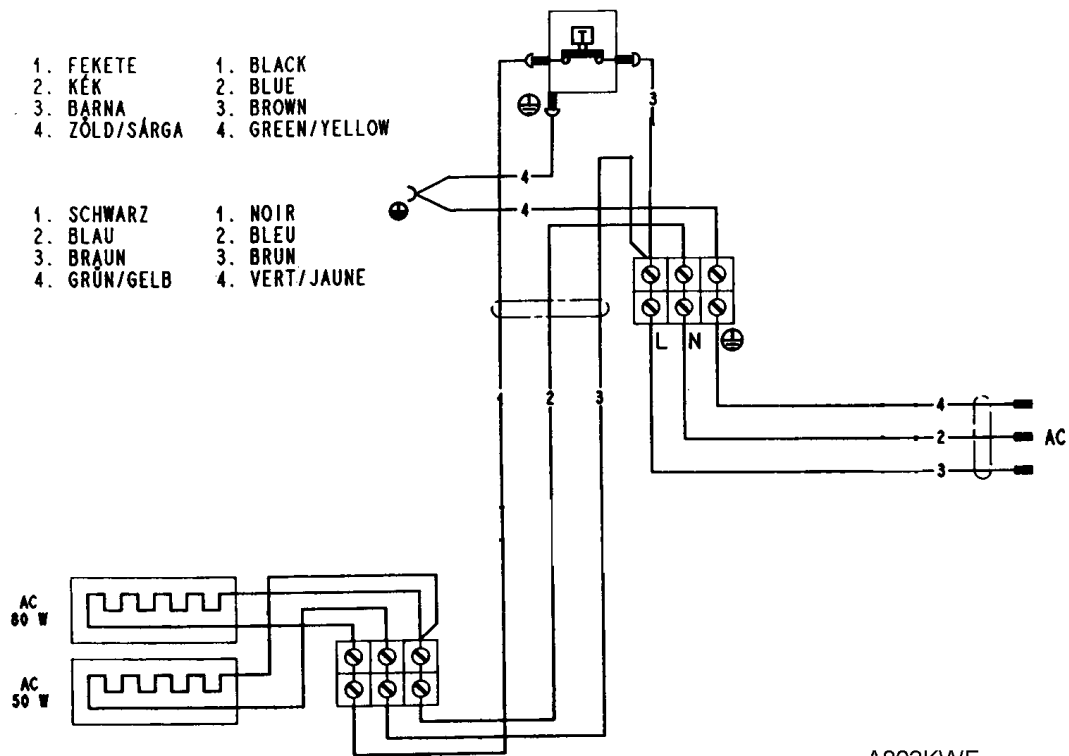 1. FEKETE
2. KÉK
3. BARNA
4. ZÖLD/SÁRGA
1. BLACK
2. BLUE
3. BROWN
4. GREEN/YELLOW
1. SCHWARZ
2. BLAU
3. BRAUN
4. GRÜN/GELB
1. NOIR
2. BLEU
3. BRUN
4. VERT/JAUNE
T
3
4
4
L N
1 2 3
4
2 AC
3
AC
80 W
AC
50 W